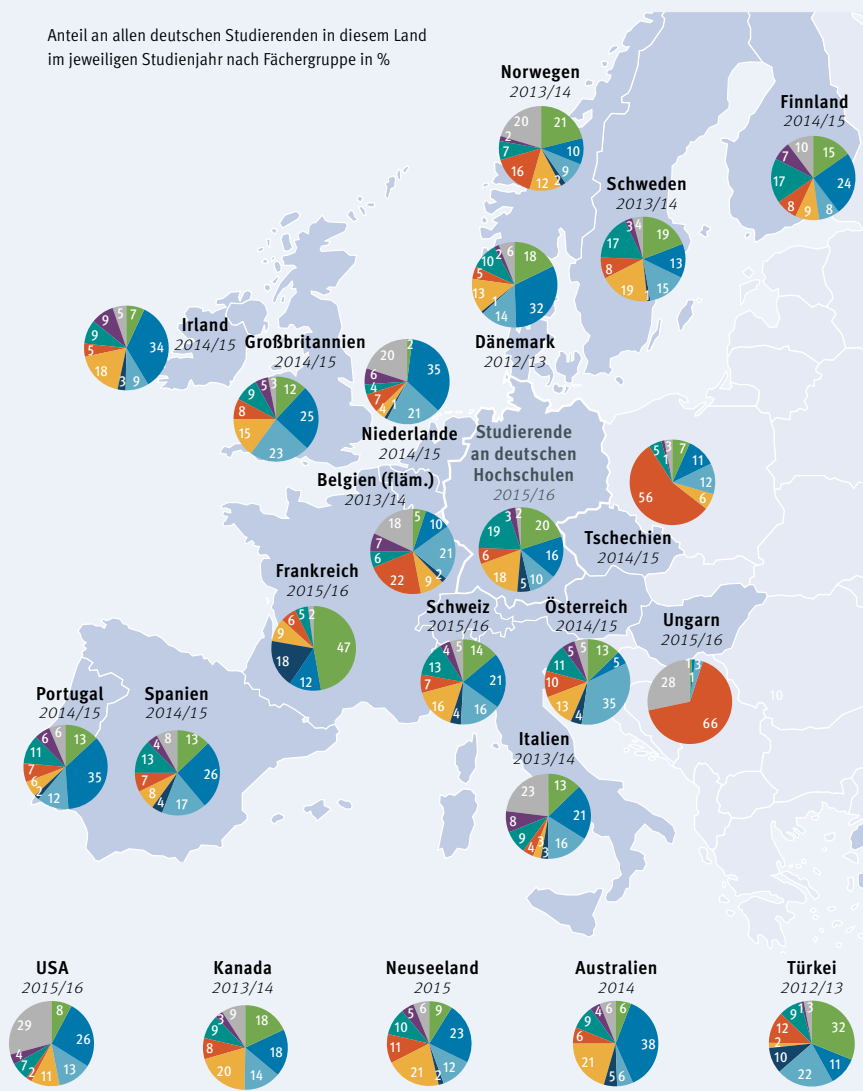 Anteil an allen deutschen Studierenden in diesem Land
im jeweiligen Studienjahr nach Fächergruppe in %
Norwegen
2013/14
20 21 10 9 2 12 16 7 2
Finnland
2014/15
10 15 24 8 9 8 17 7
Schweden
2013/14
4 19 13 15 1 19 8 17 3
6 18 32 14 1 13 5 10 2
Dänemark
2012/13
Irland
2014/15
5 7 34 9 3 18 5 9 9
Großbritannien
2014/15
3 12 25 23 15 8 9 5
20 2 35 21 1 4 7 4 6
Niederlande
2014/15
Studierende
an deutschen
Hochschulen
2015/16
2 20 16 10 5 18 6 19 3
Belgien (fläm.)
2013/14
18 5 10 21 2 9 22 6 7
3 7 11 12 6 56 5 1
Tschechien
2014/15
Frankreich
2015/16
2 47 12 18 9 6 5
Schweiz
2015/16
5 14 21 16 4 16 7 13 4
Österreich
2014/15
5 13 5 35 4 13 10 11 5
Ungarn
2015/16
28 1 1 3 66
10
Portugal
2014/15
6 13 35 12 2 6 7 11 6
Spanien
2014/15
8 13 26 17 4 8 7 13 4
Italien
2013/14
23 13 21 16 3 3 4 9 8
USA
2015/16
29 8 26 13 11 2 7 4
Kanada
2013/14
9 18 18 14 20 8 9 3
Neuseeland
2015
6 9 23 12 2 21 11 10 5
Australien
2014
6 6 38 6 5 21 6 9 4
Türkei
2012/13
3 32 11 22 10 2 12 9 1